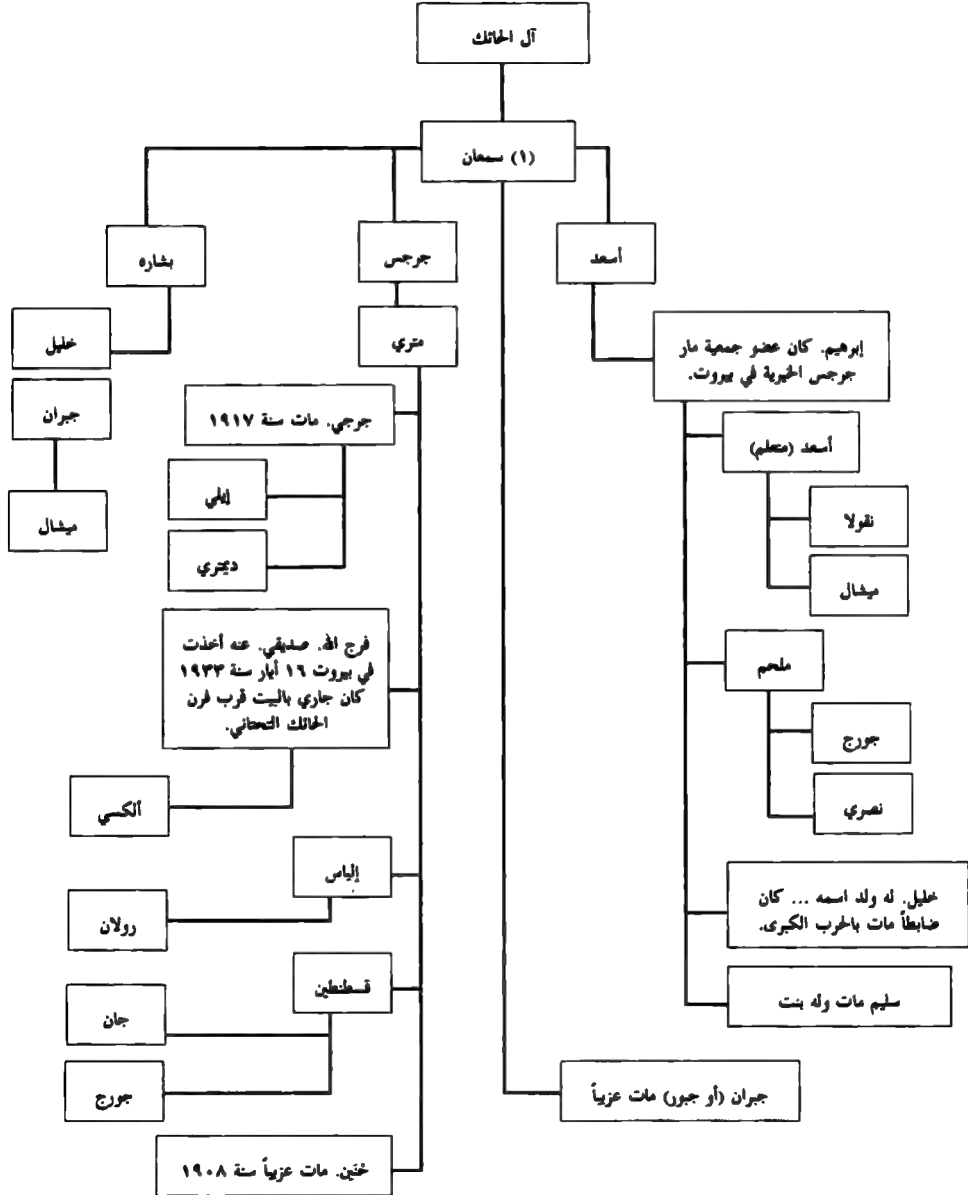 آل الحائك
(١) سمعان
أسعد
جرجس
بشاره
إبرهيم. كان عضو جمعية مار
جرجس الخيرية في بيروت.
متري
خليل
جبران
ميشال
جرجي. مات سنة ١٩١٧
إيلي
ديمتري
أسعد (متعلم)
نقولا
ميشال
فرج الله. صديقي. عنه أخذت
في بيروت ١٦ أيار سنة ١٩٣٣
كان جاري بالبيت قرب فرن
الحائك التحتاني.
ألكسي
ملحم
جورج
نصري
إلياس
رولان
خليل. له ولد اسمه ... كان
ضابطاً مات بالحرب الكبرى.
قسطنطين
جان
جورج
سليم مات وله بنت
جبران (أو جبور) مات عزيباً
حُنَين. مات عزيباً سنة ١٩٠٨